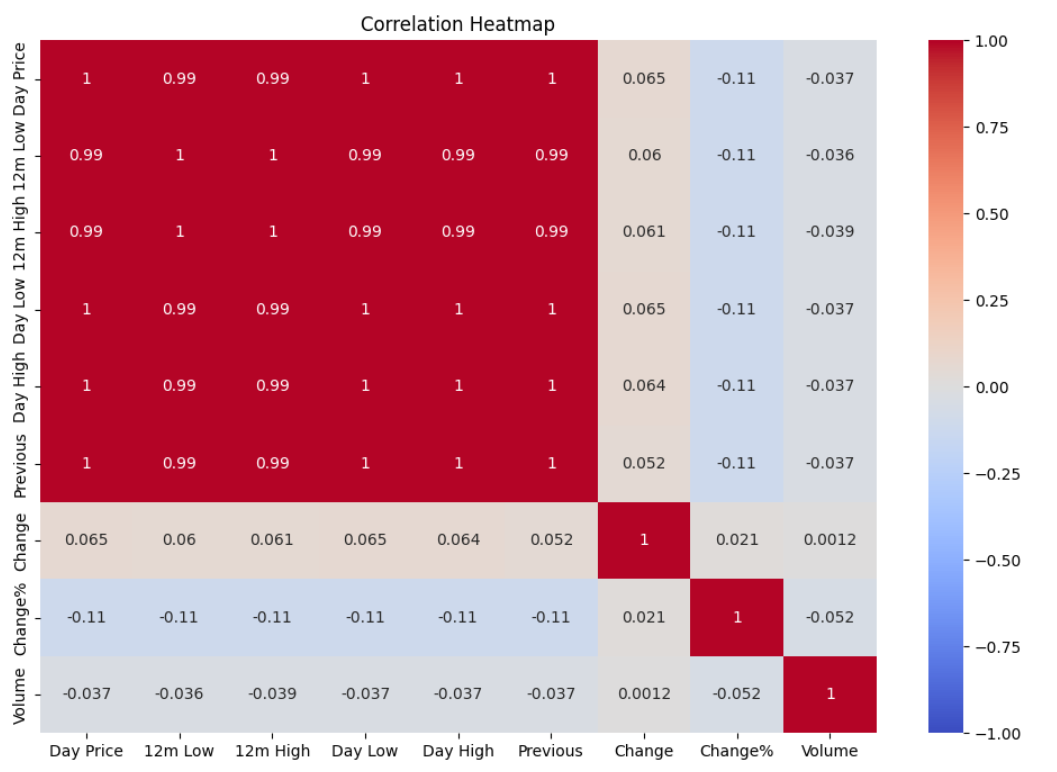 Correlation Heatmap
Day Price 1 0.99 0.99 1 1 1 0.065 -0.11 -0.037
12m Low 0.99 1 1 0.99 0.99 0.99 0.06 -0.11 -0.036
12m High 0.99 1 1 0.99 0.99 0.99 0.061 -0.11 -0.039
Day Low 1 0.99 0.99 1 1 1 0.065 -0.11 -0.037
Day High 1 0.99 0.99 1 1 1 0.064 -0.11 -0.037
Previous 1 0.99 0.99 1 1 1 0.052 -0.11 -0.037
Change 0.065 0.06 0.061 0.065 0.064 0.052 1 0.021 0.0012
Change% -0.11 -0.11 -0.11 -0.11 -0.11 -0.11 0.021 1 -0.052
Volume -0.037 -0.036 -0.039 -0.037 -0.037 -0.037 0.0012 -0.052 1
Day Price 12m Low 12m High Day Low Day High Previous Change Change% Volume
1.00
0.75
0.50
0.25
0.00
−0.25
−0.50
−0.75
−1.00